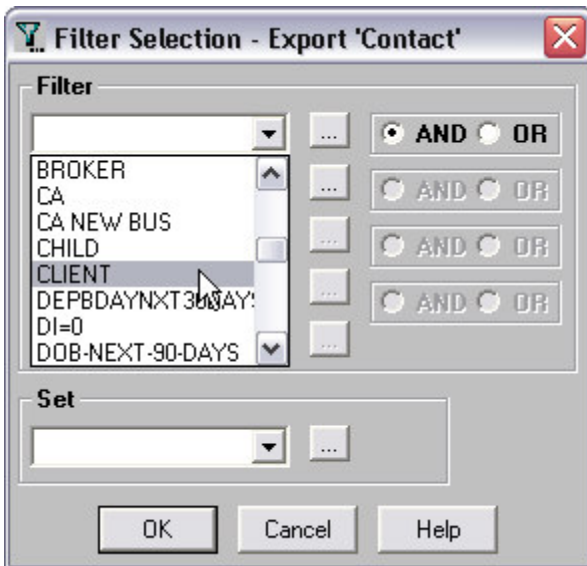 Filter Selection - Export 'Contact'
Filter
... AND OR
BROKER
CA
CA NEW BUS
CHILD
CLIENT
DI=0
DOB-NEXT-90-DAYS
... AND OR
... AND OR
... AND OR
...
Set
...
OK Cancel Help